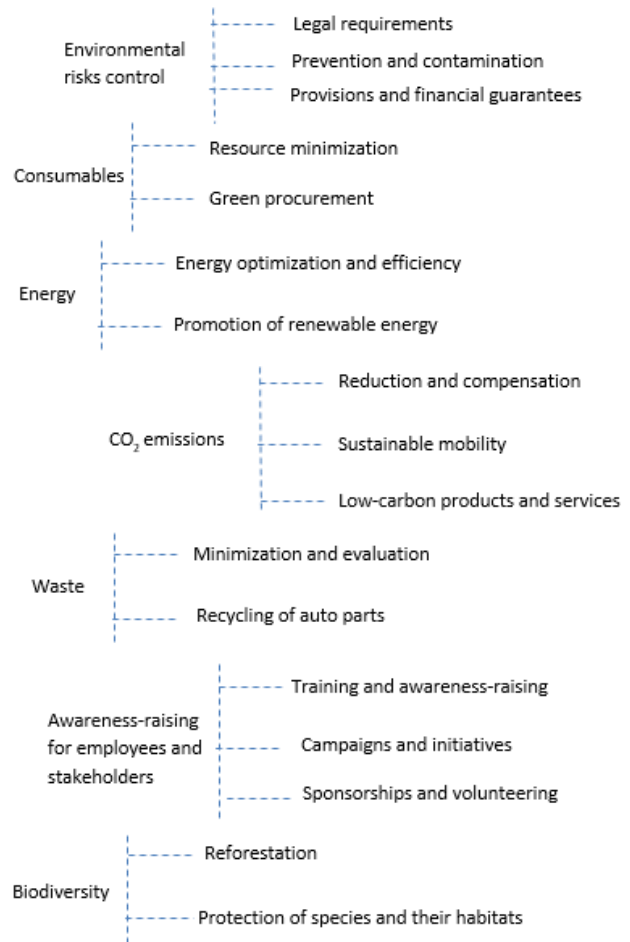 Environmental
risks control
Legal requirements
Prevention and contamination
Provisions and financial guarantees
Consumables
Resource minimization
Green procurement
Energy
Energy optimization and efficiency
Promotion of renewable energy
CO₂ emissions
Reduction and compensation
Sustainable mobility
Low-carbon products and services
Waste
Minimization and evaluation
Recycling of auto parts
Awareness-raising
for employees and
stakeholders
Training and awareness-raising
Campaigns and initiatives
Sponsorships and volunteering
Biodiversity
Reforestation
Protection of species and their habitats